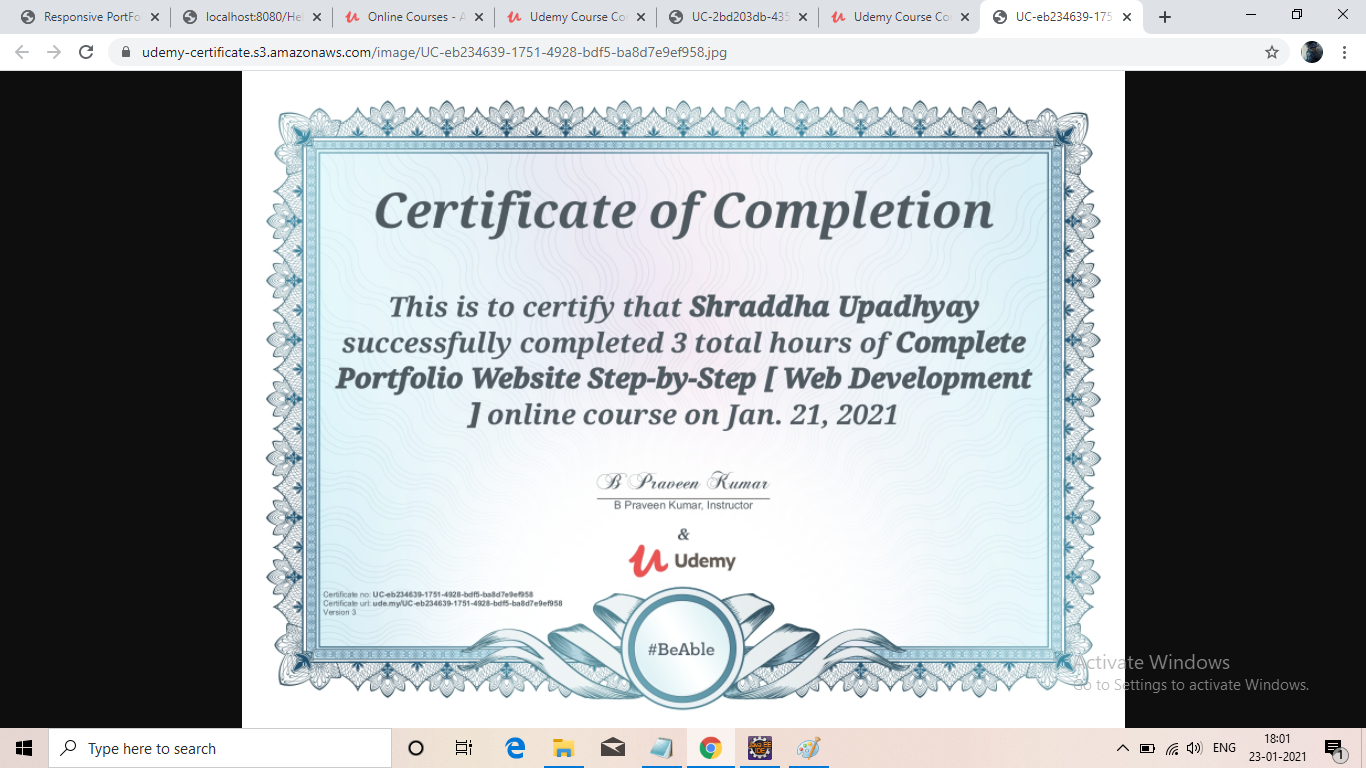 Responsive PortFo
localhost:8080/He
Online Courses - A
Udemy Course Co
UC-2bd203db-435
Udemy Course Co
UC-eb234639-175
udemy-certificate.s3.amazonaws.com/image/UC-eb234639-1751-4928-bdf5-ba8d7e9ef958.jpg
Certificate of Completion
This is to certify that Shraddha Upadhyay
successfully completed 3 total hours of Complete
Portfolio Website Step-by-Step [ Web Development
] online course on Jan. 21, 2021
B Praveen Kumar
B Praveen Kumar, Instructor
&
Udemy
Certificate no: UC-eb234639-1751-4928-bdf5-ba8d7e9ef958
Certificate url: ude.my/UC-eb234639-1751-4928-bdf5-ba8d7e9ef958
Version 3
#BeAble
Activate Windows
Go to Settings to activate Windows.
Type here to search
ENG
18:01
23-01-2021
1